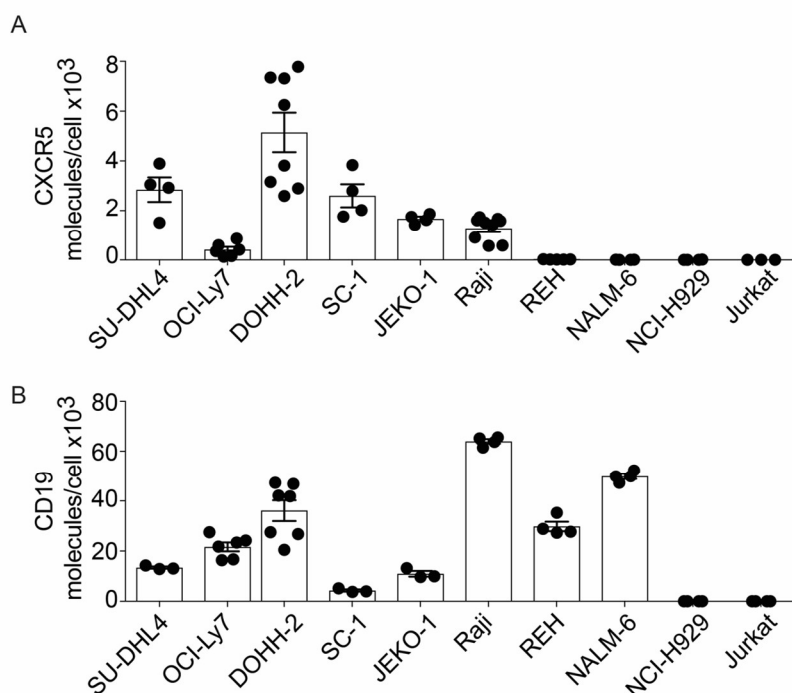 A
CXCR5
molecules/cell x10³
8
6
4
2
0
SU-DHL4
OCI-Ly7
DOHH-2
SC-1
JEKO-1
Raji
REH
NALM-6
NCI-H929
Jurkat
B
CD19
molecules/cell x10³
80
60
40
20
0
SU-DHL4
OCI-Ly7
DOHH-2
SC-1
JEKO-1
Raji
REH
NALM-6
NCI-H929
Jurkat